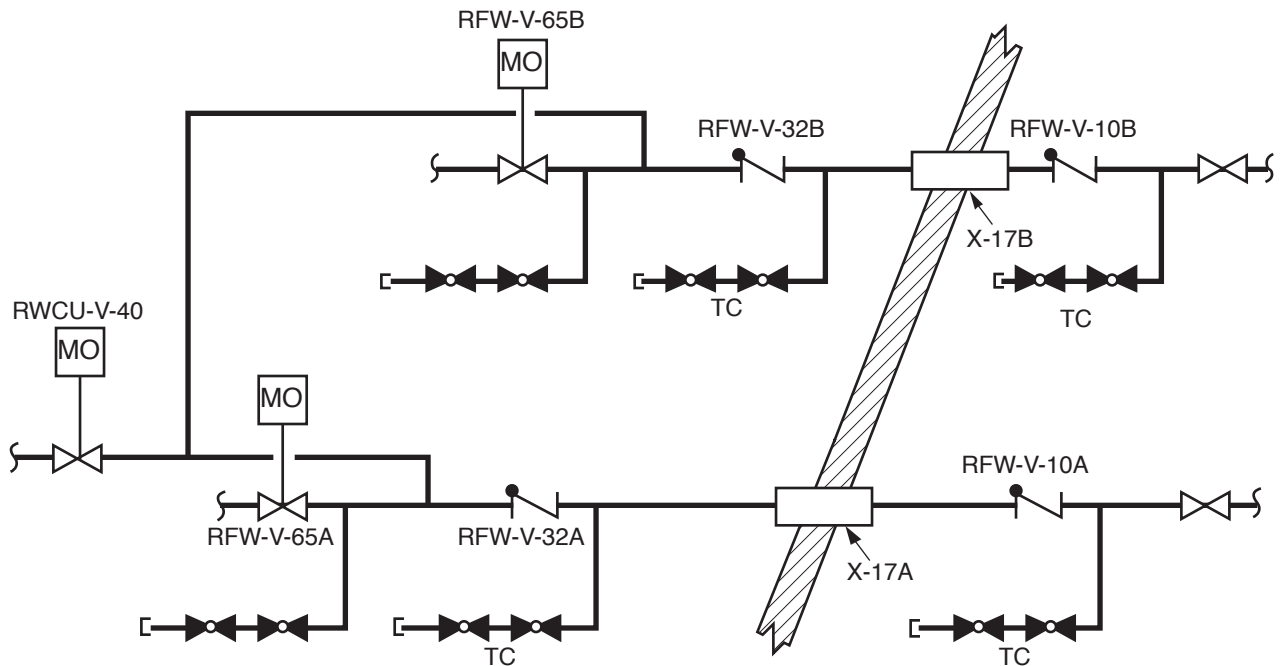 RFW-V-65B
MO
RFW-V-32B
RFW-V-10B
X-17B
TC
TC
RWCU-V-40
MO
MO
RFW-V-10A
RFW-V-65A
RFW-V-32A
X-17A
TC
TC